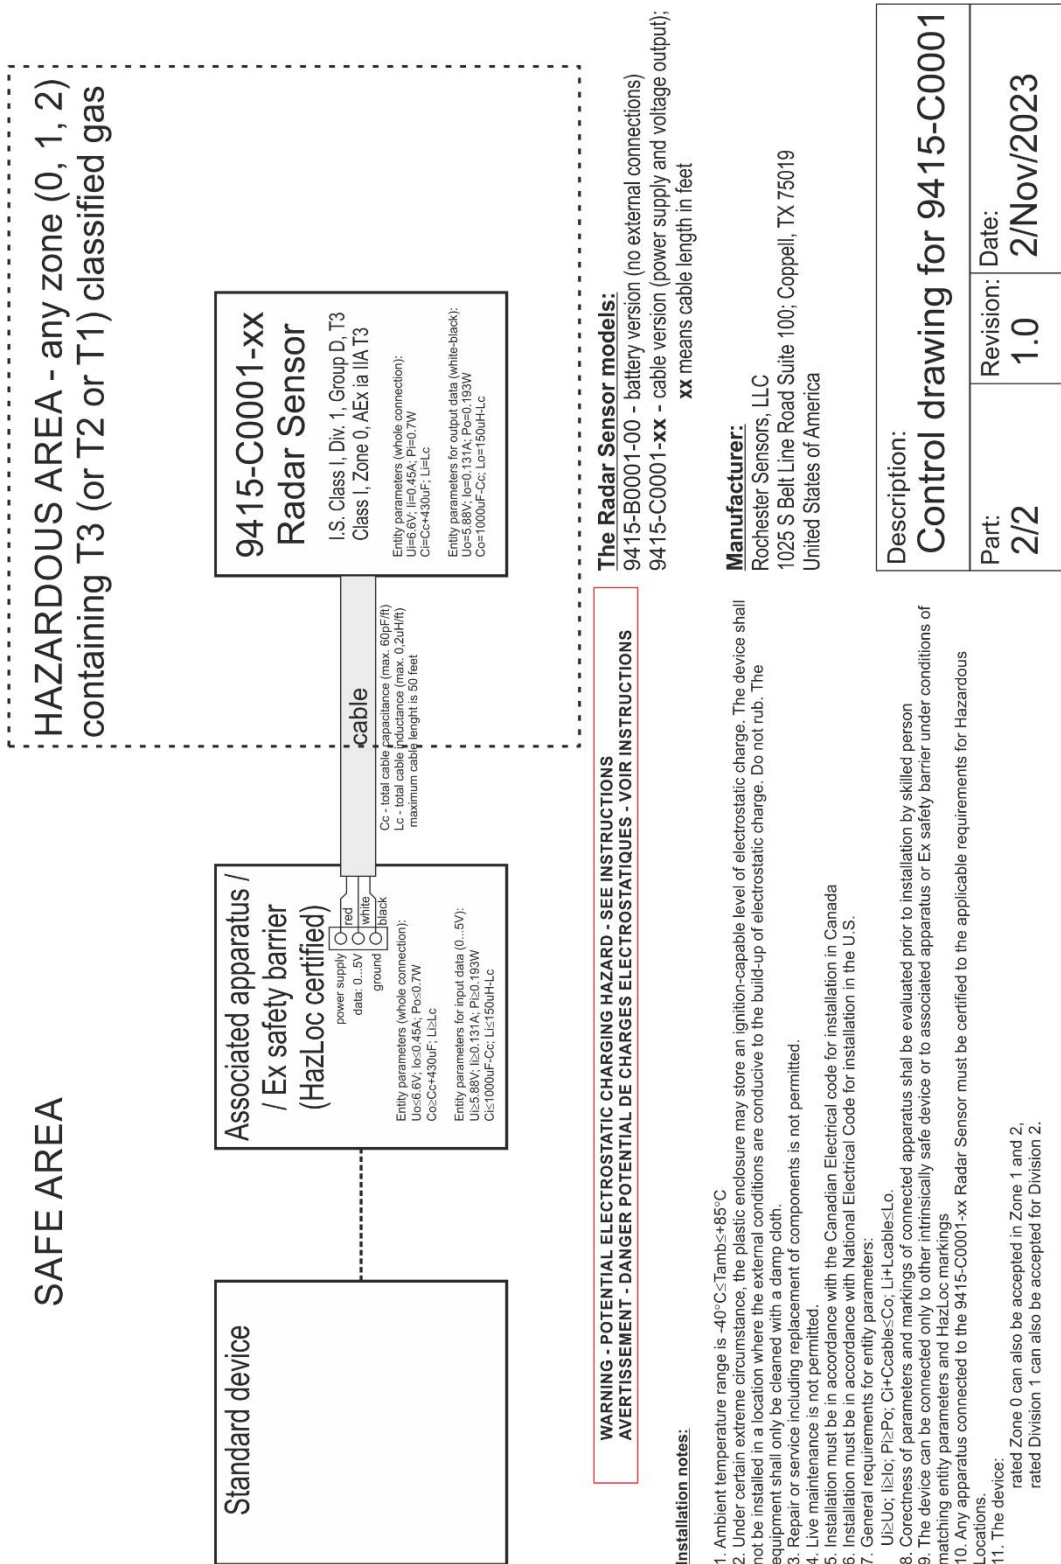 SAFE AREA
HAZARDOUS AREA - any zone (0, 1, 2)
containing T3 (or T2 or T1) classified gas
Standard device
Associated apparatus /
/ Ex safety barrier
(HazLoc certified)
power supply
data: 0...5V
ground
red
white
black
Entity parameters (whole connection):
Uo≤6.6V; Io≤0.45A; Po≤0.7W
Co≥Cc+430uF; Li≥Lc
Entity parameters for input data (0...5V):
Ui≥5.88V; Ii≥0.131A; Pi≥0.193W
Ci≤1000uF-Cc; Li≤150uH-Lc
cable
Cc - total cable capacitance (max. 60pF/ft)
Lc - total cable inductance (max. 0,2uH/ft)
maximum cable lenght is 50 feet
9415-C0001-xx
Radar Sensor
I.S. Class I, Div. 1, Group D, T3
Class I, Zone 0, AEx ia IIA T3
Entity parameters (whole connection):
Ui=6.6V; Ii=0.45A; Pi=0.7W
Ci=Cc+430uF; Li=Lc
Entity parameters for output data (white-black):
Uo=5.88V; Io=0.131A; Po=0.193W
Co=1000uF-Cc; Lo=150uH-Lc
WARNING - POTENTIAL ELECTROSTATIC CHARGING HAZARD - SEE INSTRUCTIONS
AVERTISSEMENT - DANGER POTENTIAL DE CHARGES ELECTROSTATIQUES - VOIR INSTRUCTIONS
The Radar Sensor models:
9415-B0001-00 - battery version (no external connections)
9415-C0001-xx - cable version (power supply and voltage output);
xx means cable length in feet
Installation notes:
1. Ambient temperature range is -40°C≤Tamb≤+85°C
2. Under certain extreme circumstance, the plastic enclosure may store an ignition-capable level of electrostatic charge. The device shall
not be installed in a location where the external conditions are conducive to the build-up of electrostatic charge. Do not rub. The
equipment shall only be cleaned with a damp cloth.
3. Repair or service including replacement of components is not permitted.
4. Live maintenance is not permitted.
5. Installation must be in accordance with the Canadian Electrical code for installation in Canada
6. Installation must be in accordance with National Electrical Code for installation in the U.S.
7. General requirements for entity parameters:
Ui≥Uo; Ii≥Io; Pi≥Po; Ci+Ccable≤Co; Li+Lcable≤Lo.
8. Corectness of parameters and markings of connected apparatus shal be evaluated prior to installation by skilled person
9. The device can be connected only to other intrinsically safe device or to associated apparatus or Ex safety barrier under conditions of
matching entity parameters and HazLoc markings
10. Any apparatus connected to the 9415-C0001-xx Radar Sensor must be certified to the applicable requirements for Hazardous
Locations.
11. The device:
rated Zone 0 can also be accepted in Zone 1 and 2,
rated Division 1 can also be accepted for Division 2.
Manufacturer:
Rochester Sensors, LLC
1025 S Belt Line Road Suite 100; Coppell, TX 75019
United States of America
Description:
Control drawing for 9415-C0001
Part:
2/2
Revision:
1.0
Date:
2/Nov/2023